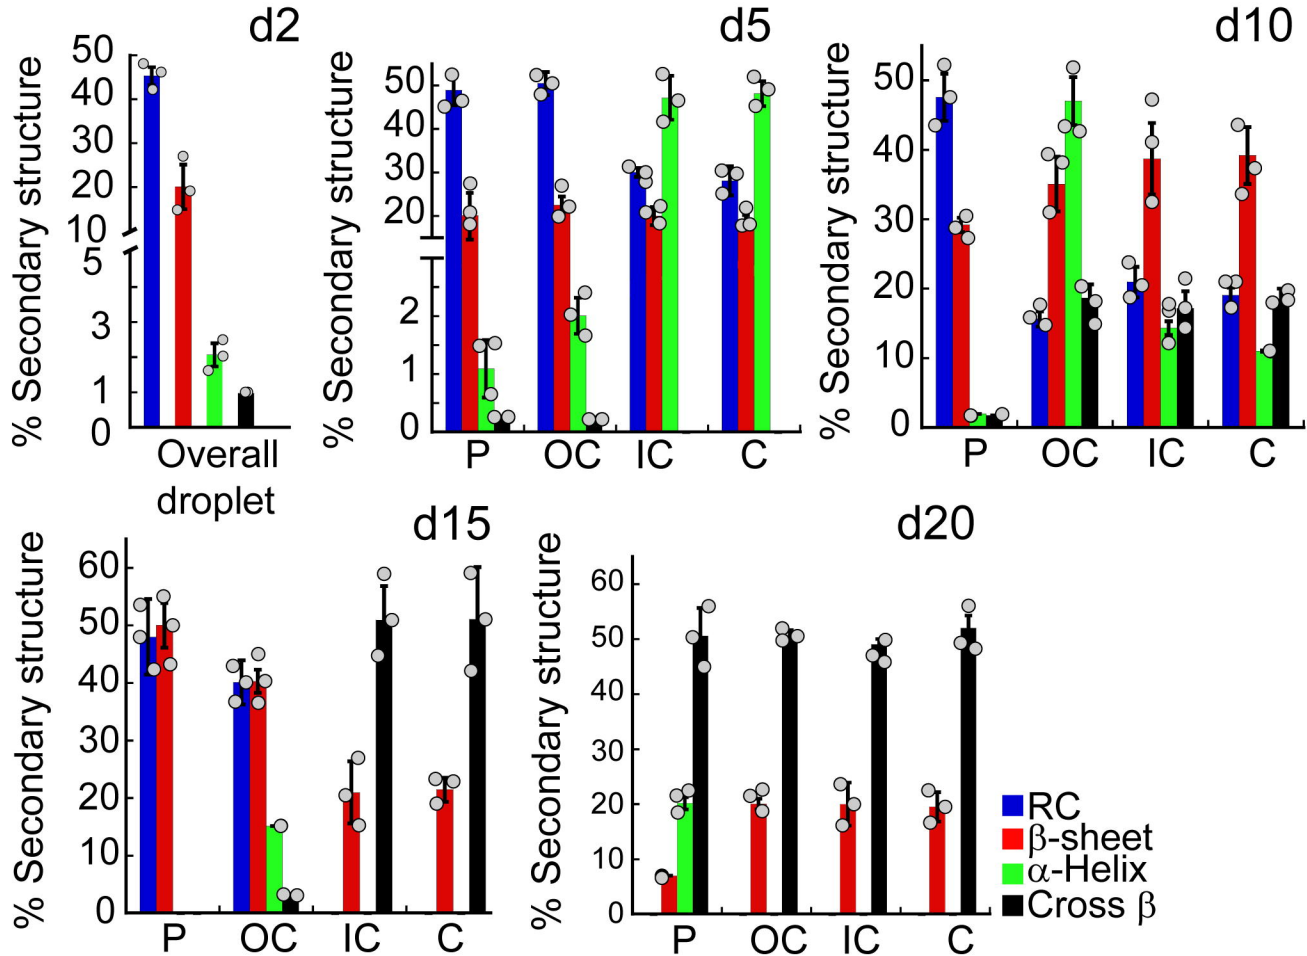 d2
% Secondary structure
50
40
30
20
10
5
3
1
0
Overall
droplet
d5
% Secondary structure
50
40
30
20
2
1
0
P OC IC C
d10
% Secondary structure
50
40
30
20
10
0
P OC IC C
d15
% Secondary structure
60
50
40
30
20
10
0
P OC IC C
d20
% Secondary structure
60
50
40
30
20
10
0
P OC IC C
RC
β-sheet
α-Helix
Cross β